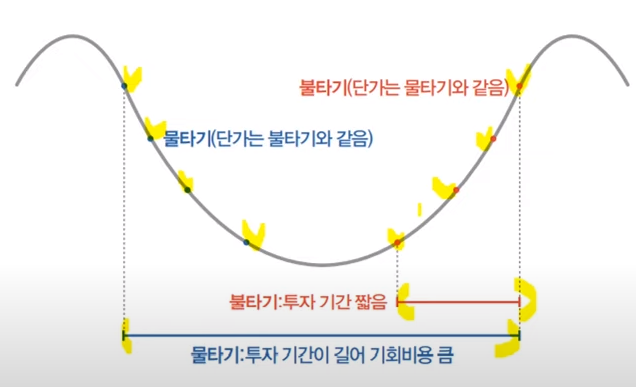 불타기(단가는 물타기와 같음)
물타기(단가는 불타기와 같음)
불타기:투자 기간 짧음
물타기:투자 기간이 길어 기회비용 큼